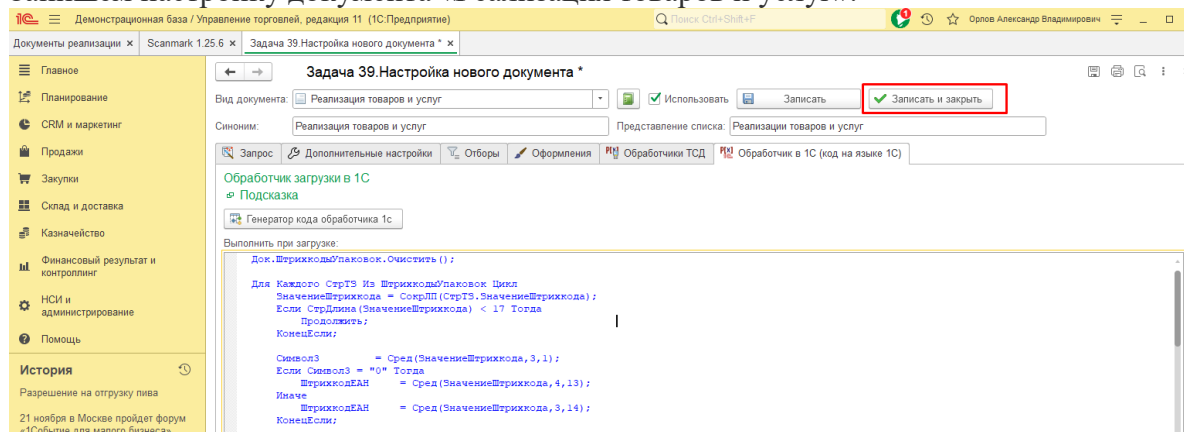 Демонстрационная база / Управление торговлей, редакция 11 (1С:Предприятие)
Поиск Ctrl+Shift+F
Орлов Александр Владимирович
Документы реализации × Scanmark 1.25.6 × Задача 39.Настройка нового документа * ×
Главное
Планирование
CRM и маркетинг
Продажи
Закупки
Склад и доставка
Казначейство
Финансовый результат и
контроллинг
НСИ и
администрирование
Помощь
История
Разрешение на отгрузку пива
21 ноября в Москве пройдет форум
«1Событие для малого бизнеса»
Задача 39.Настройка нового документа *
Вид документа: Реализация товаров и услуг Использовать Записать Записать и закрыть
Синоним: Реализация товаров и услуг Представление списка: Реализации товаров и услуг
Запрос Дополнительные настройки Отборы Оформления Обработчики ТСД Обработчик в 1С (код на языке 1С)
Обработчик загрузки в 1С
Подсказка
Генератор кода обработчика 1с
Выполнить при загрузке:
Док.ШтрихкодыУпаковок.Очистить();
Для Каждого СтрТЗ Из ШтрихкодыУпаковок Цикл
ЗначениеШтрихкода = СокрЛП(СтрТЗ.ЗначениеШтрихкода);
Если СтрДлина(ЗначениеШтрихкода) < 17 Тогда
Продолжить;
КонецЕсли;
Символ3 = Сред(ЗначениеШтрихкода,3,1);
Если Символ3 = "0" Тогда
ШтрихкодЕАН = Сред(ЗначениеШтрихкода,4,13);
Иначе
ШтрихкодЕАН = Сред(ЗначениеШтрихкода,3,14);
КонецЕсли;